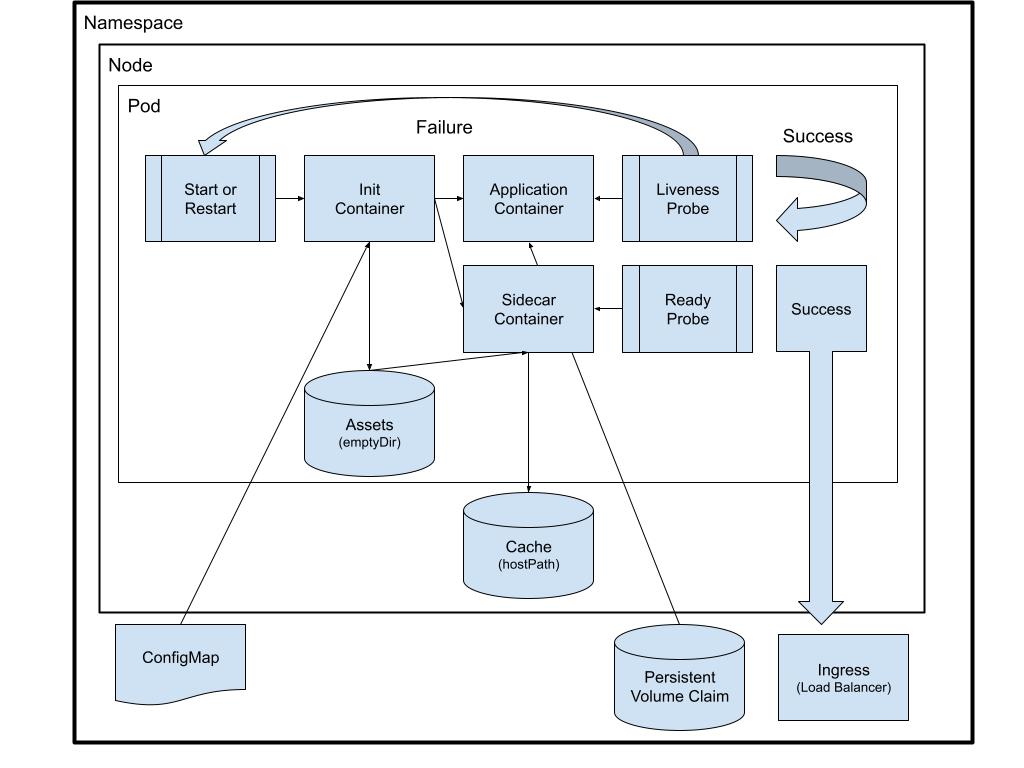 Namespace
Node
Pod
Failure
Success
Start or
Restart
Init
Container
Application
Container
Liveness
Probe
Sidecar
Container
Ready
Probe
Success
Assets
(emptyDir)
Cache
(hostPath)
ConfigMap
Persistent
Volume Claim
Ingress
(Load Balancer)